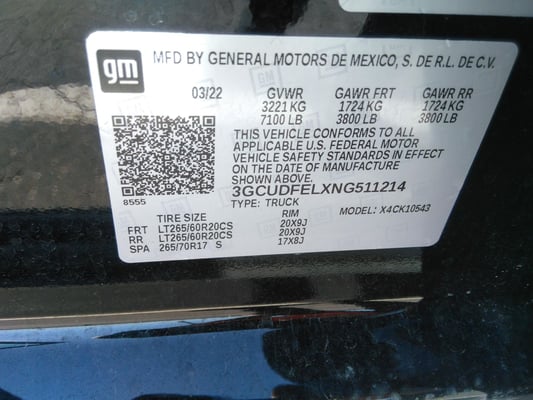 gm
MFD BY GENERAL MOTORS DE MEXICO, S. DE R.L. DE C.V.
03/22 GVWR GAWR FRT GAWR RR
3221 KG 1724 KG 1724 KG
7100 LB 3800 LB 3800 LB
THIS VEHICLE CONFORMS TO ALL
APPLICABLE U.S. FEDERAL MOTOR
VEHICLE SAFETY STANDARDS IN EFFECT
ON THE DATE OF MANUFACTURE
SHOWN ABOVE.
3GCUDFELXNG511214
8555
TYPE: TRUCK
MODEL: X4CK10543
TIRE SIZE RIM
FRT LT265/60R20CS 20X9J
RR LT265/60R20CS 20X9J
SPA 265/70R17 S 17X8J